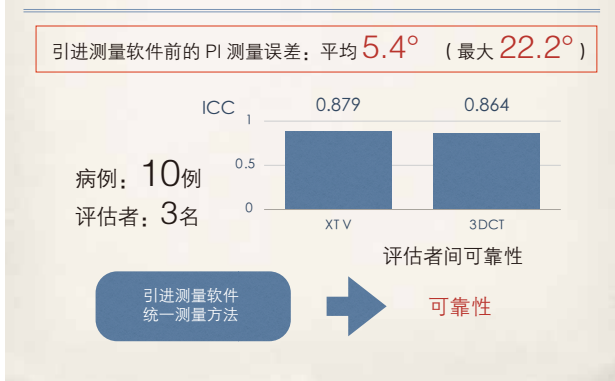 引进测量软件前的 PI 测量误差：平均 5.4° （最大 22.2°）
ICC
0.879
0.864
1
0.5
0
病例：10例
评估者：3名
XTV
3DCT
评估者间可靠性
引进测量软件
统一测量方法
可靠性